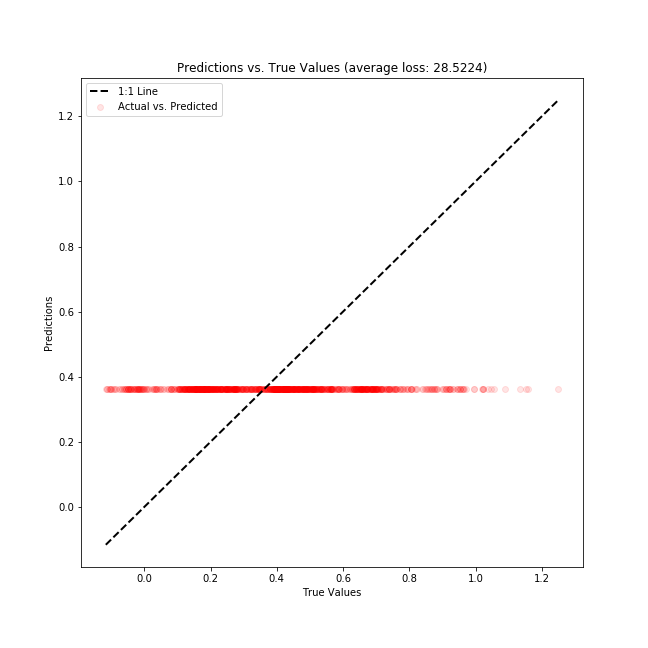 Predictions vs. True Values (average loss: 28.5224)
1:1 Line
Actual vs. Predicted
1.2
1.0
0.8
0.6
0.4
0.2
0.0
Predictions
0.0 0.2 0.4 0.6 0.8 1.0 1.2
True Values